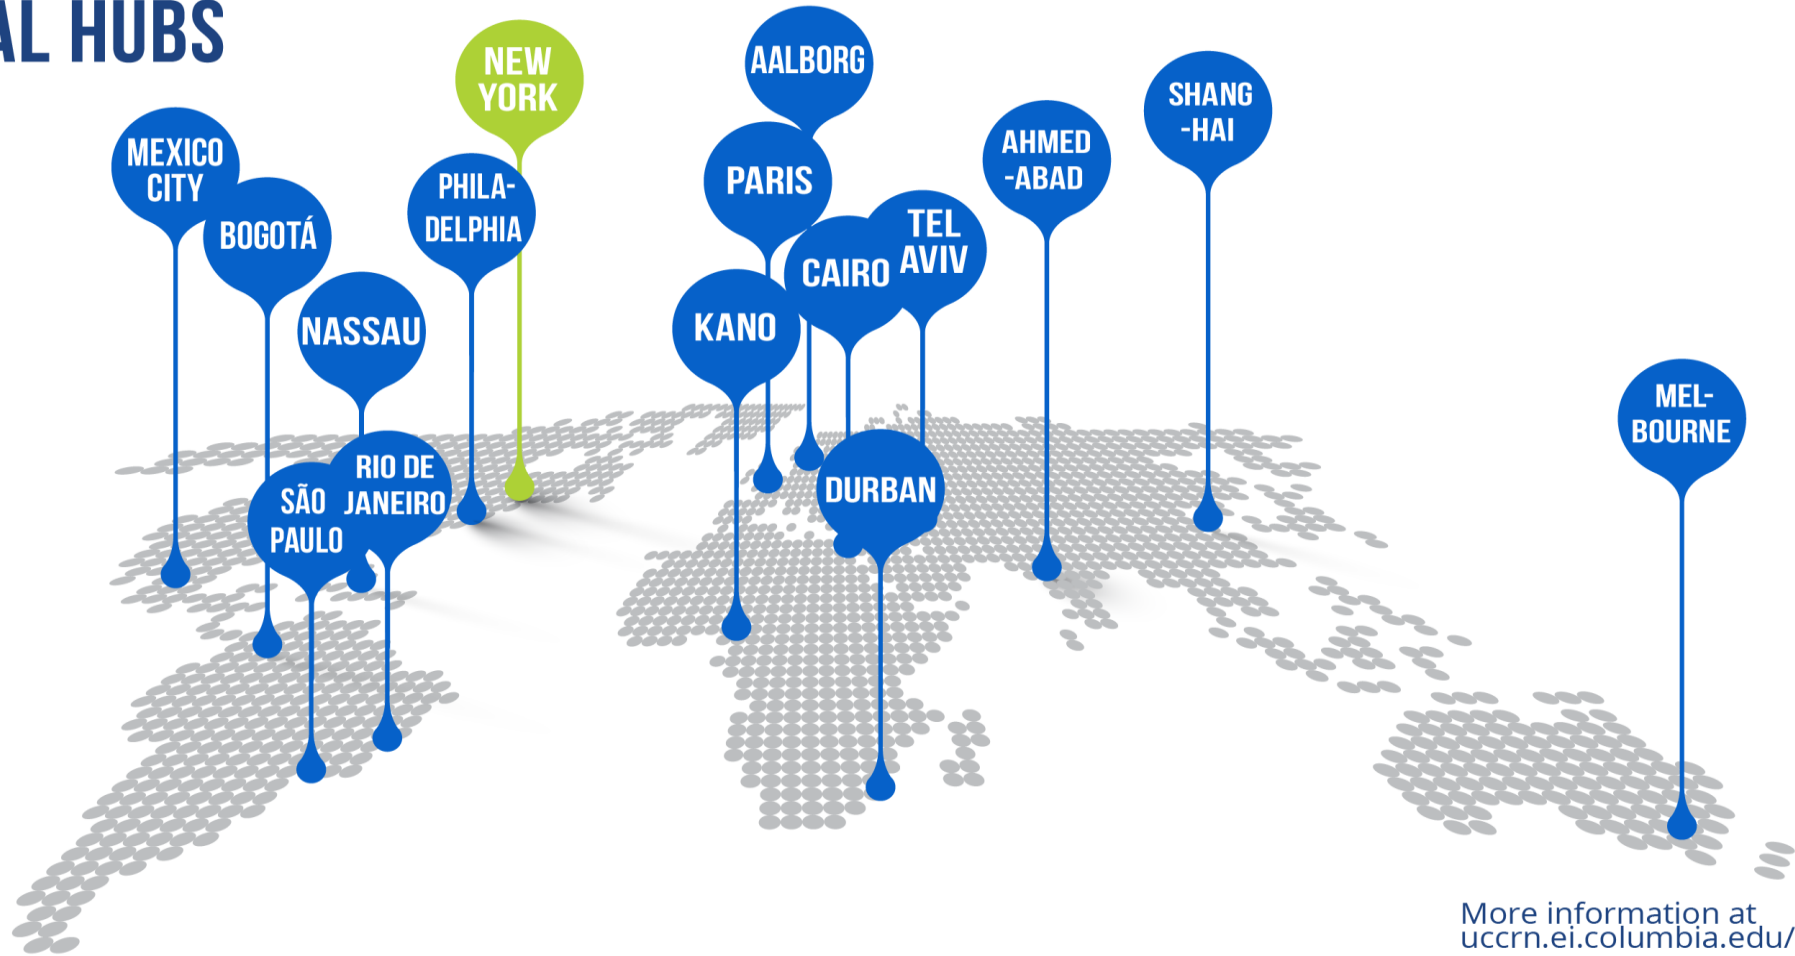 AL HUBS
NEW
YORK
AALBORG
SHANG
-HAI
MEXICO
CITY
AHMED
-ABAD
PHILA-
DELPHIA
PARIS
BOGOTÁ
TEL
AVIV
CAIRO
NASSAU
KANO
MEL-
BOURNE
RIO DE
JANEIRO
SÃO
PAULO
DURBAN
More information at
uccrn.ei.columbia.edu/